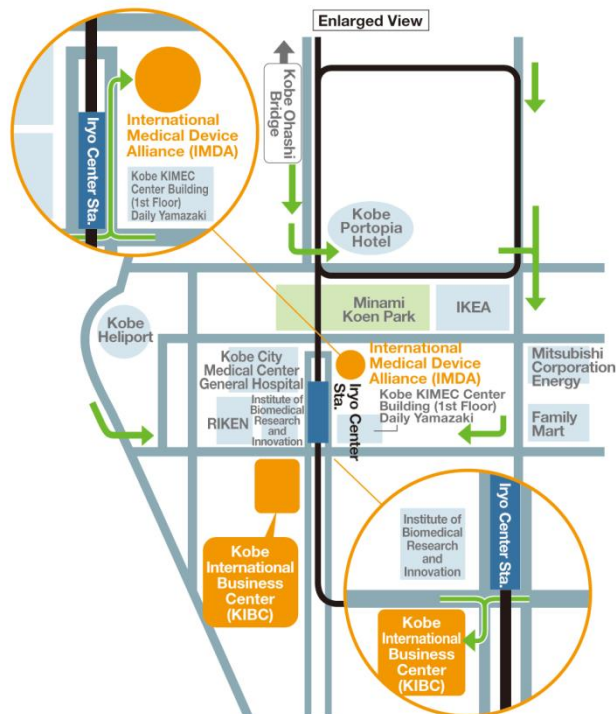 Enlarged View
Iryo Center Sta.
International
Medical Device
Alliance (IMDA)
Kobe KIMEC
Center Building
(1st Floor)
Daily Yamazaki
Kobe Ohashi
Bridge
Kobe
Portopia
Hotel
Kobe
Heliport
Minami
Koen Park
IKEA
Kobe City
Medical Center
General Hospital
RIKEN
Institute of
Biomedical
Research
and
Innovation
Iryo Center
Sta.
International
Medical Device
Alliance (IMDA)
Kobe KIMEC Center
Building (1st Floor)
Daily Yamazaki
Mitsubishi
Corporation
Energy
Family
Mart
Kobe
International
Business
Center
(KIBC)
Institute of
Biomedical
Research
and
Innovation
Iryo Center Sta.
Kobe
International
Business
Center
(KIBC)